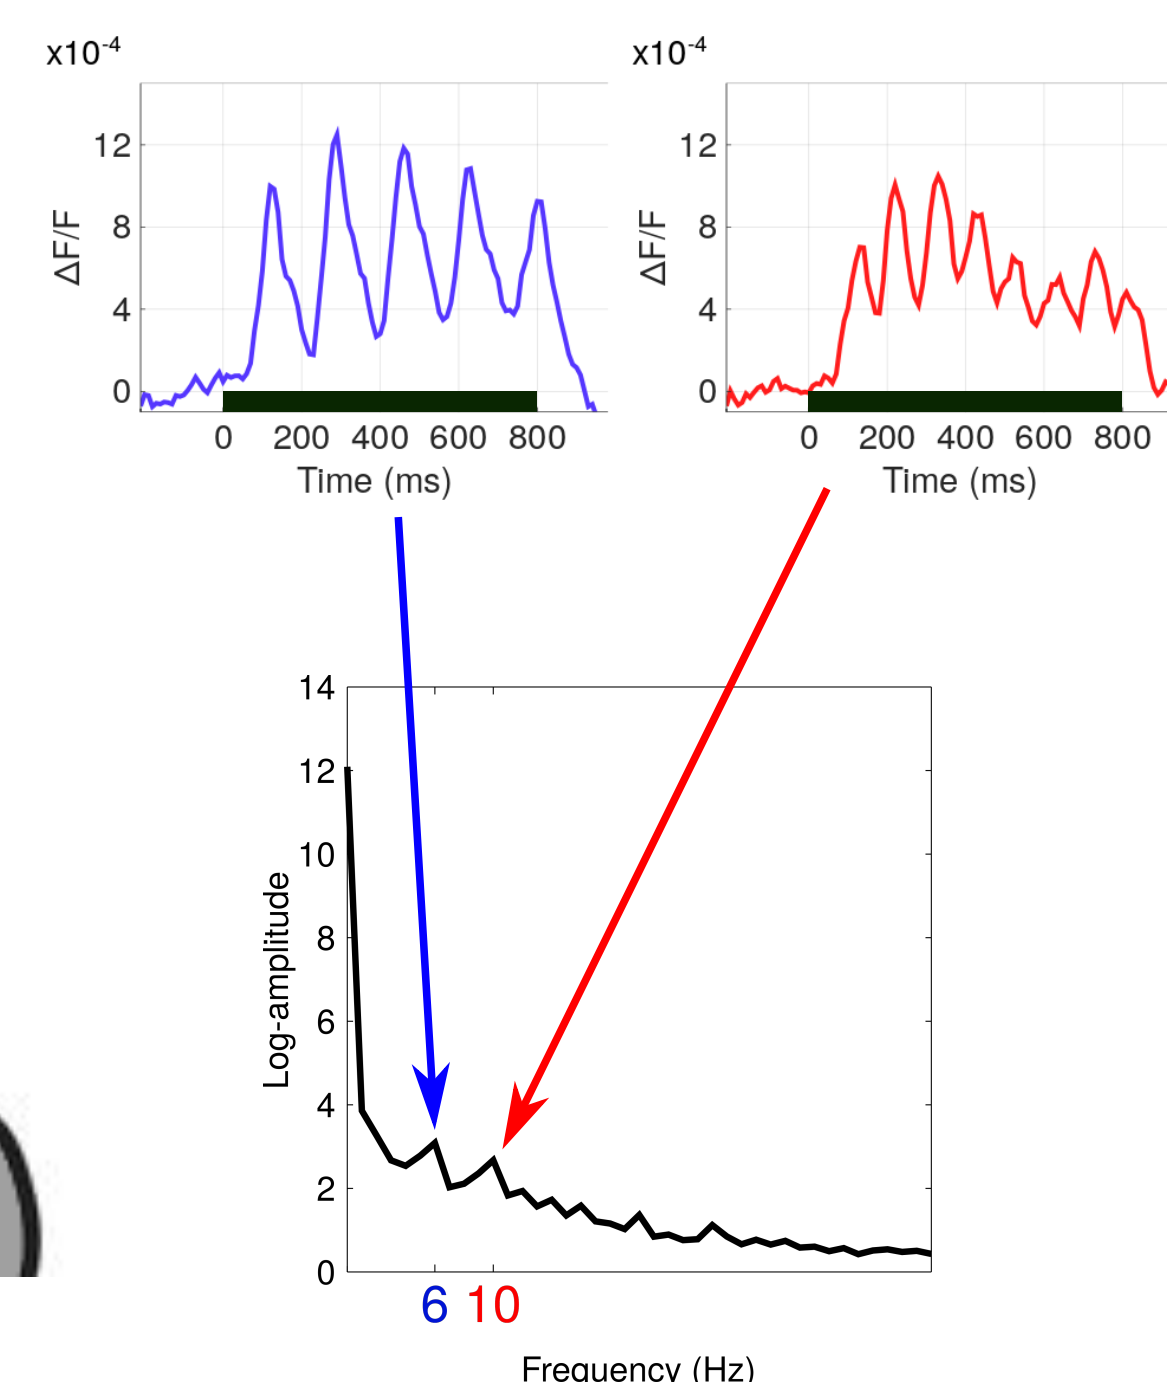 x10-4 x10-4
12 12
8 8
4 4
0 0
ΔF/F ΔF/F
0 200 400 600 800 0 200 400 600 800
Time (ms) Time (ms)
14
12
10
8
6
4
2
0
Log-amplitude
6 10
Frequency (Hz)